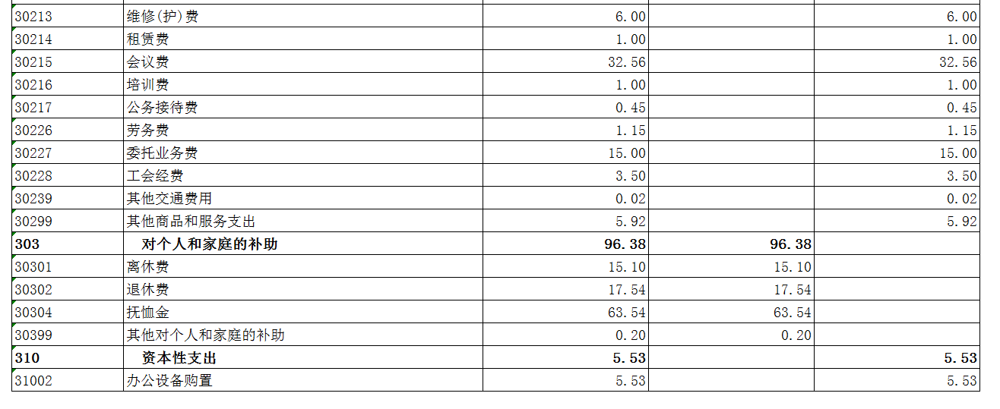 30213 维修(护)费 6.00 6.00
30214 租赁费 1.00 1.00
30215 会议费 32.56 32.56
30216 培训费 1.00 1.00
30217 公务接待费 0.45 0.45
30226 劳务费 1.15 1.15
30227 委托业务费 15.00 15.00
30228 工会经费 3.50 3.50
30239 其他交通费用 0.02 0.02
30299 其他商品和服务支出 5.92 5.92
303 对个人和家庭的补助 96.38 96.38
30301 离休费 15.10 15.10
30302 退休费 17.54 17.54
30304 抚恤金 63.54 63.54
30399 其他对个人和家庭的补助 0.20 0.20
310 资本性支出 5.53 5.53
31002 办公设备购置 5.53 5.53